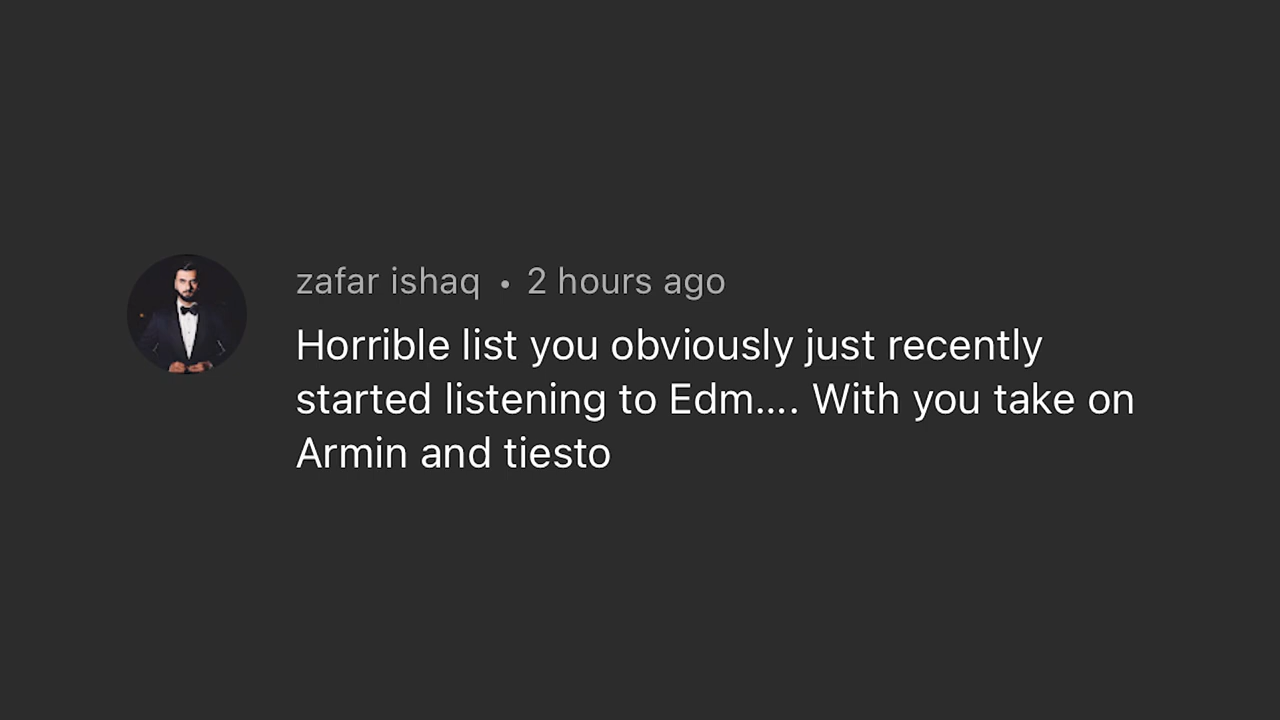 zafar ishaq • 2 hours ago
Horrible list you obviously just recently
started listening to Edm.... With you take on
Armin and tiesto